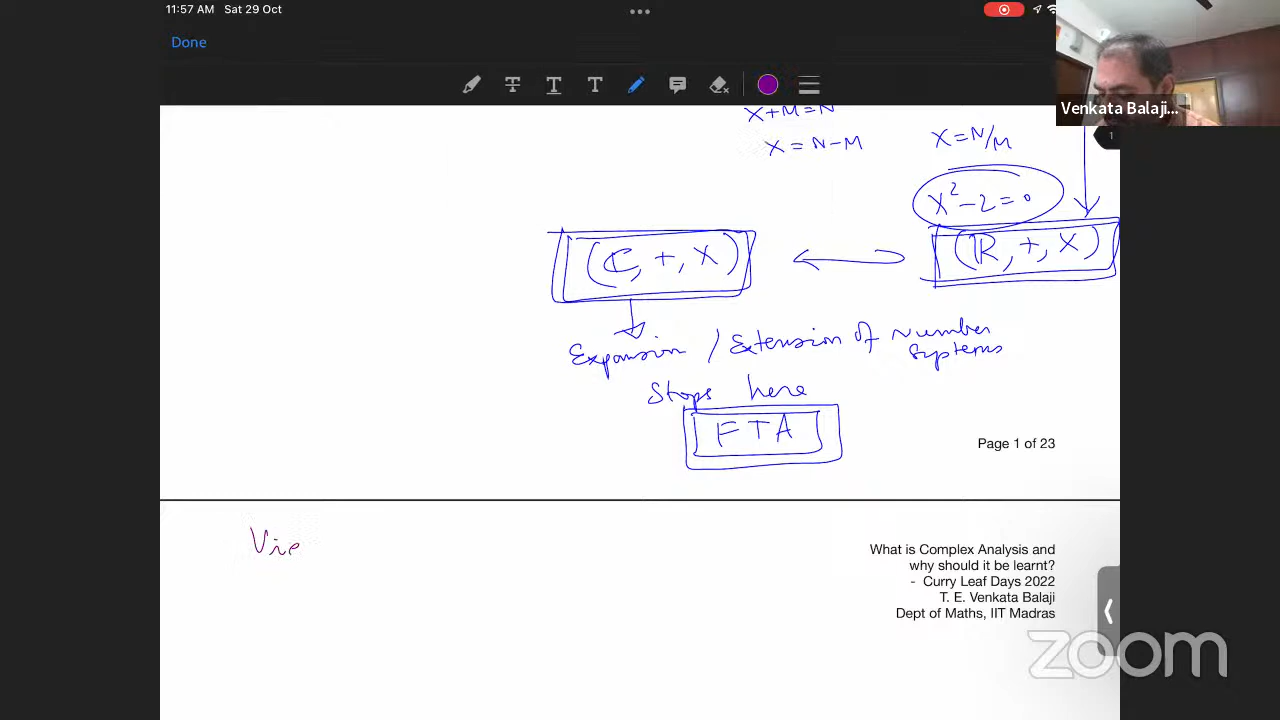 11:57 AM Sat 29 Oct
Done
Venkata Balaji...
1
X+M=N
X=N-M
X=N/M
X²-2=0
(ℂ, +, X)
(ℝ, +, X)
Expansion / Extension of Number
Systems
Stops here
FTA
Page 1 of 23
Vie
What is Complex Analysis and
why should it be learnt?
- Curry Leaf Days 2022
T. E. Venkata Balaji
Dept of Maths, IIT Madras
zoom